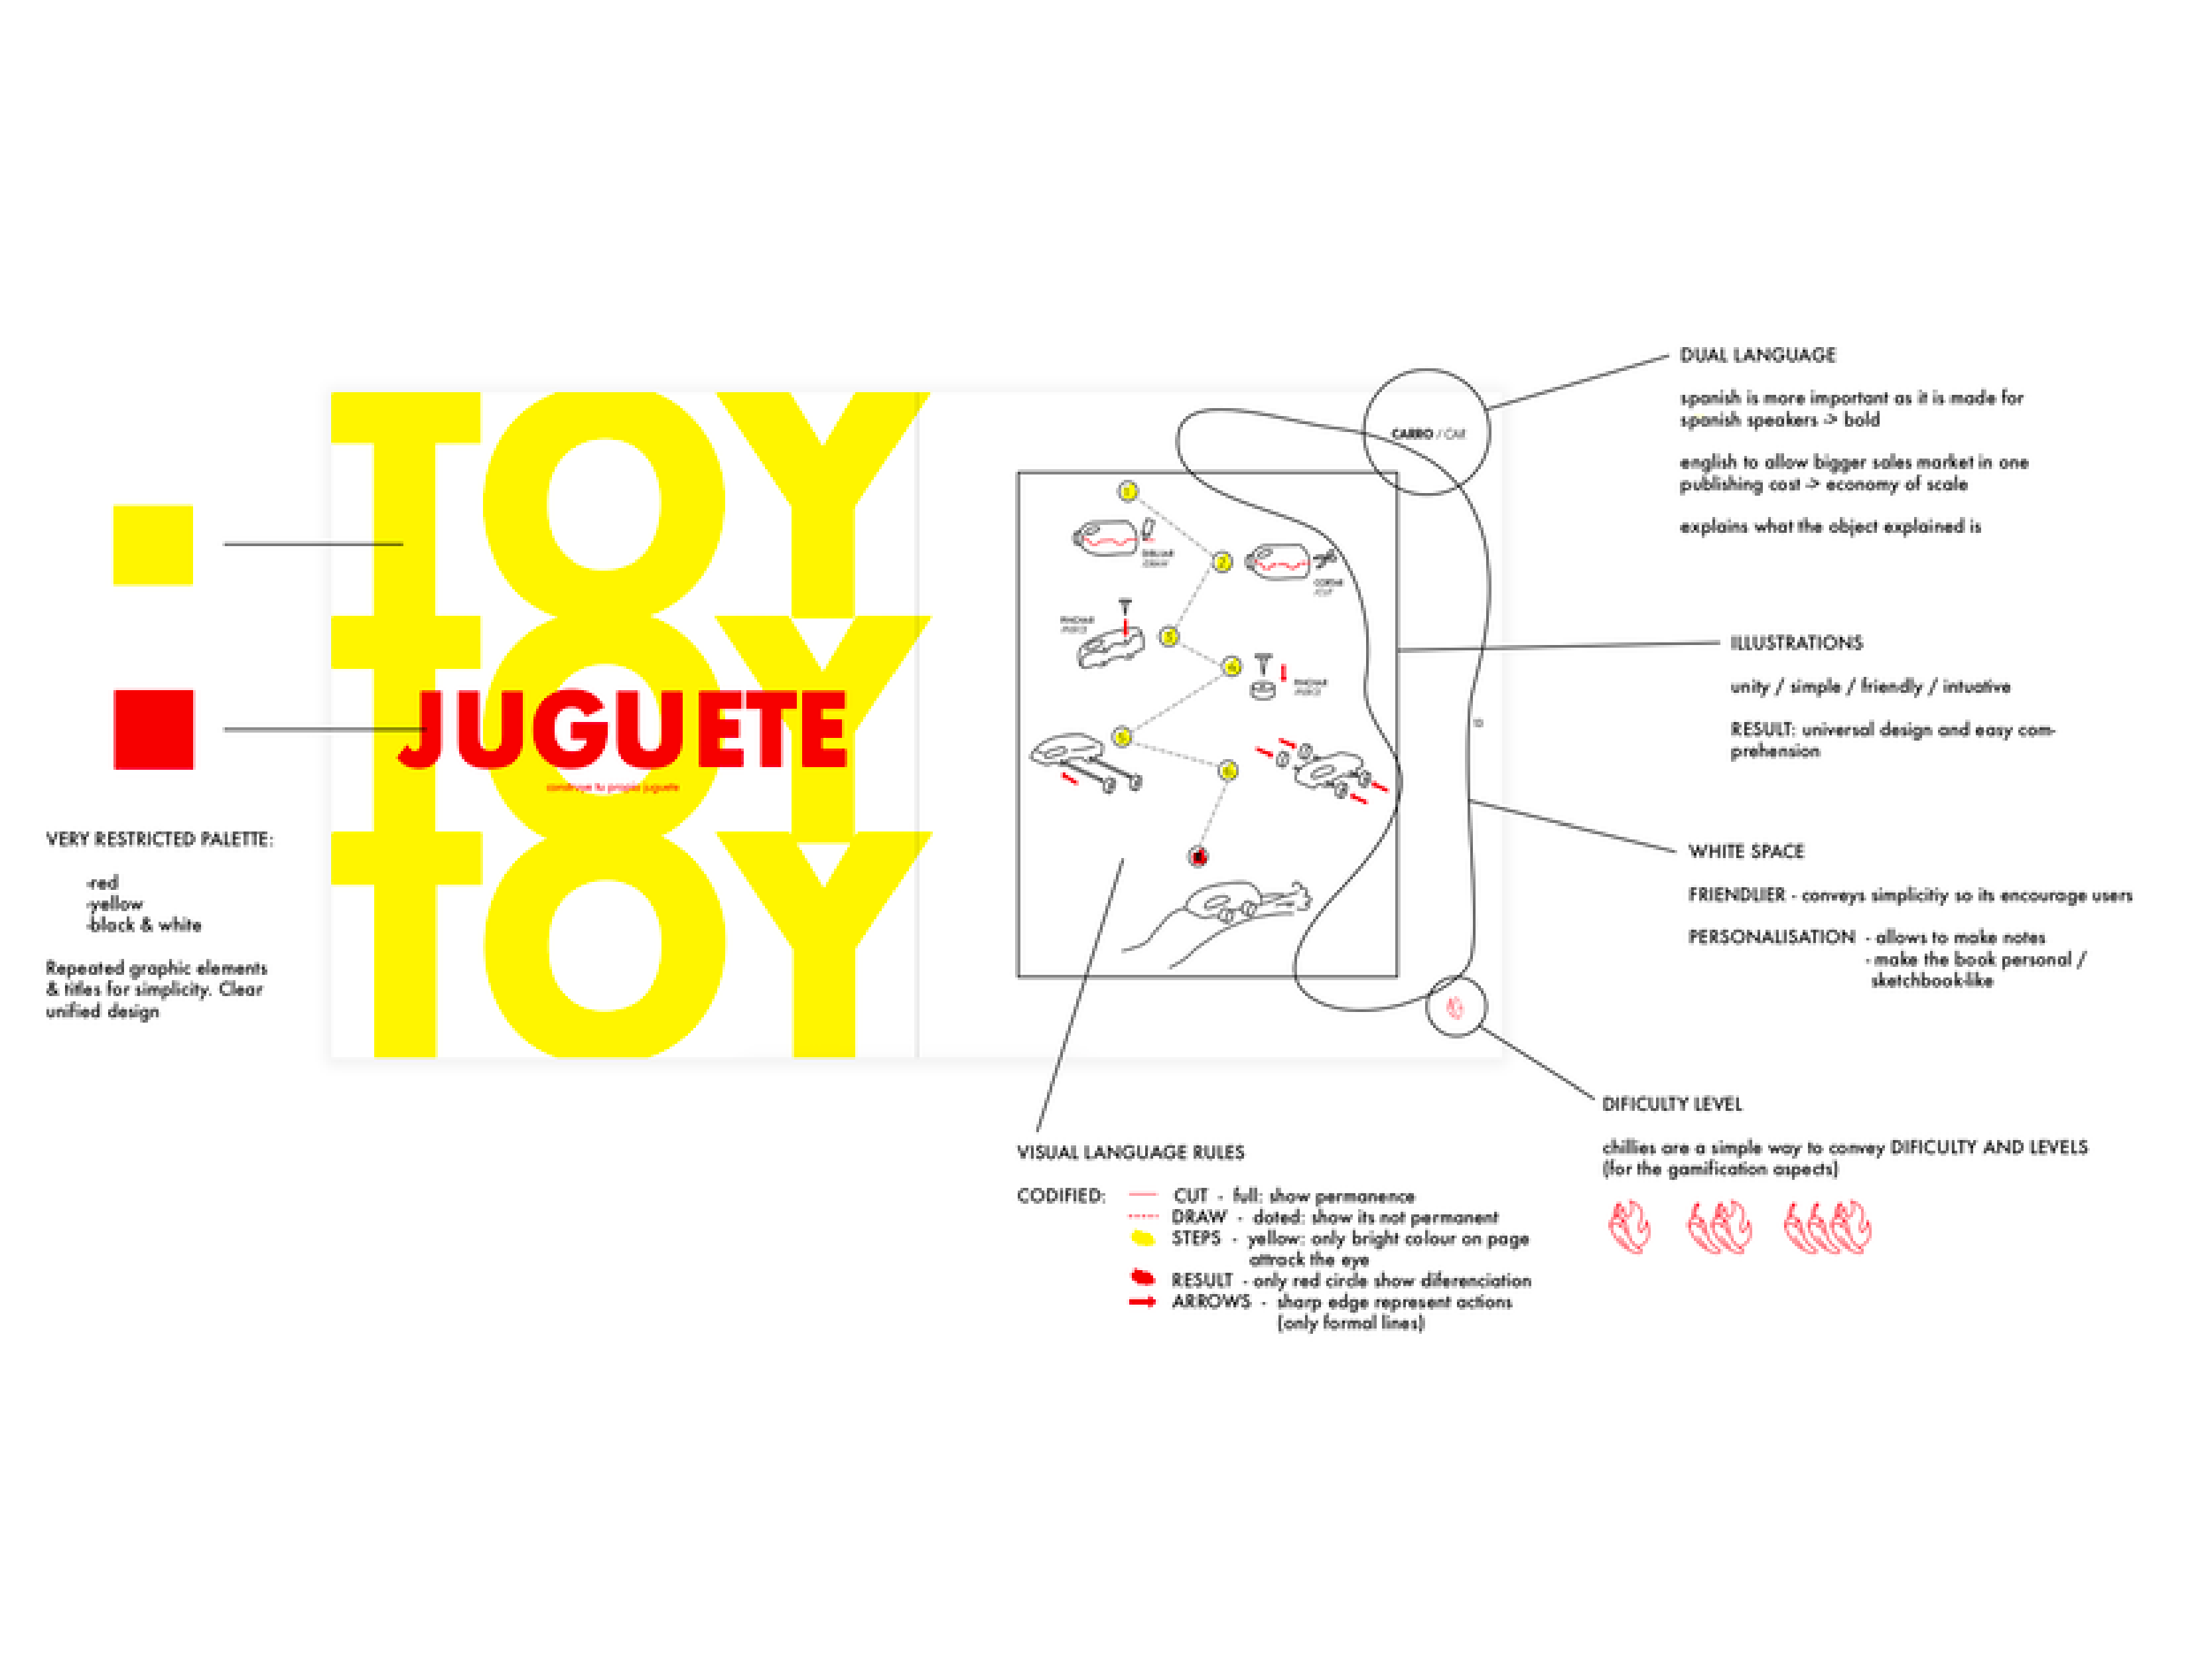 TOY
TOY
TOY
JUGUETE
construye tu propio juguete
VERY RESTRICTED PALETTE:
-red
-yellow
-black & white
Repeated graphic elements
& titles for simplicity. Clear
unified design
CARRO / CAR
1
DIBUJAR
/DRAW
2
CORTAR
/CUT
PINCHAR
/PIERCE
3
4
PINCHAR
/PIERCE
5
6
DUAL LANGUAGE
spanish is more important as it is made for
spanish speakers -> bold
english to allow bigger sales market in one
publishing cost -> economy of scale
explains what the object explained is
ILLUSTRATIONS
unity / simple / friendly / intuative
RESULT: universal design and easy com-
prehension
WHITE SPACE
FRIENDLIER - conveys simplicitiy so its encourage users
PERSONALISATION - allows to make notes
- make the book personal /
sketchbook-like
DIFICULTY LEVEL
chillies are a simple way to convey DIFICULTY AND LEVELS
(for the gamification aspects)
VISUAL LANGUAGE RULES
CODIFIED: CUT - full: show permanence
DRAW - doted: show its not permanent
STEPS - yellow: only bright colour on page
attrack the eye
RESULT - only red circle show diferenciation
ARROWS - sharp edge represent actions
(only formal lines)